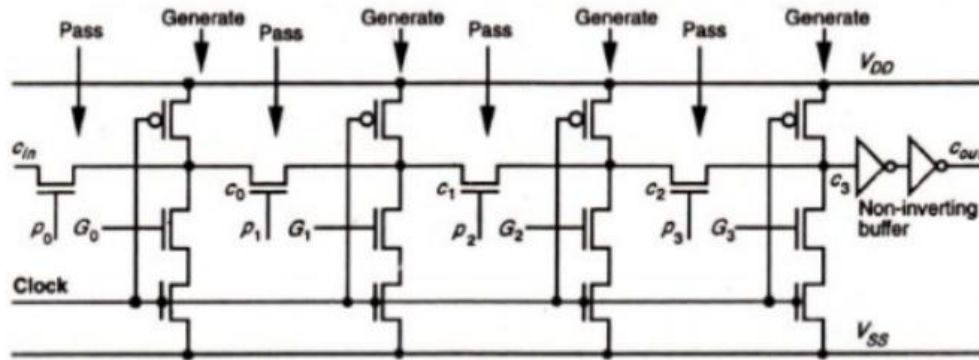 Generate Generate Generate Generate
Pass Pass Pass Pass
V_DD
c_in c_out
c_0 c_1 c_2 c_3
Non-inverting
buffer
p_0 G_0 p_1 G_1 p_2 G_2 p_3 G_3
Clock
V_SS